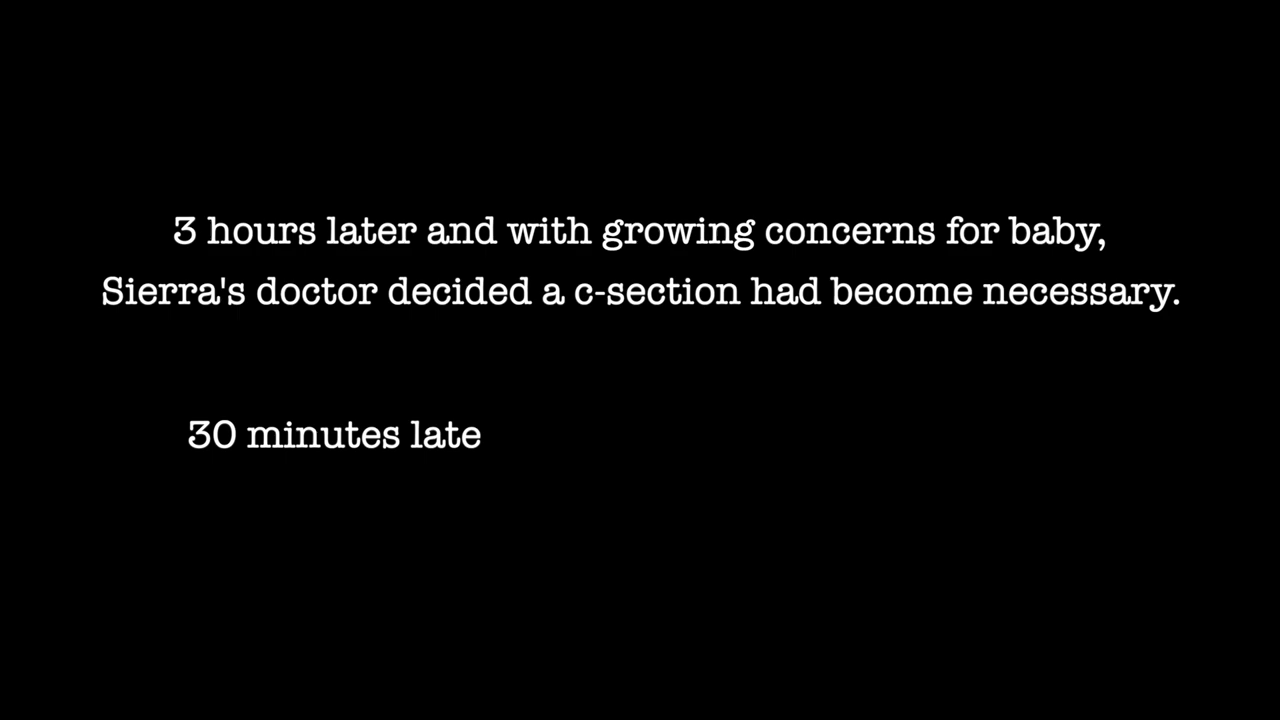 3 hours later and with growing concerns for baby,
Sierra's doctor decided a c-section had become necessary.
30 minutes late